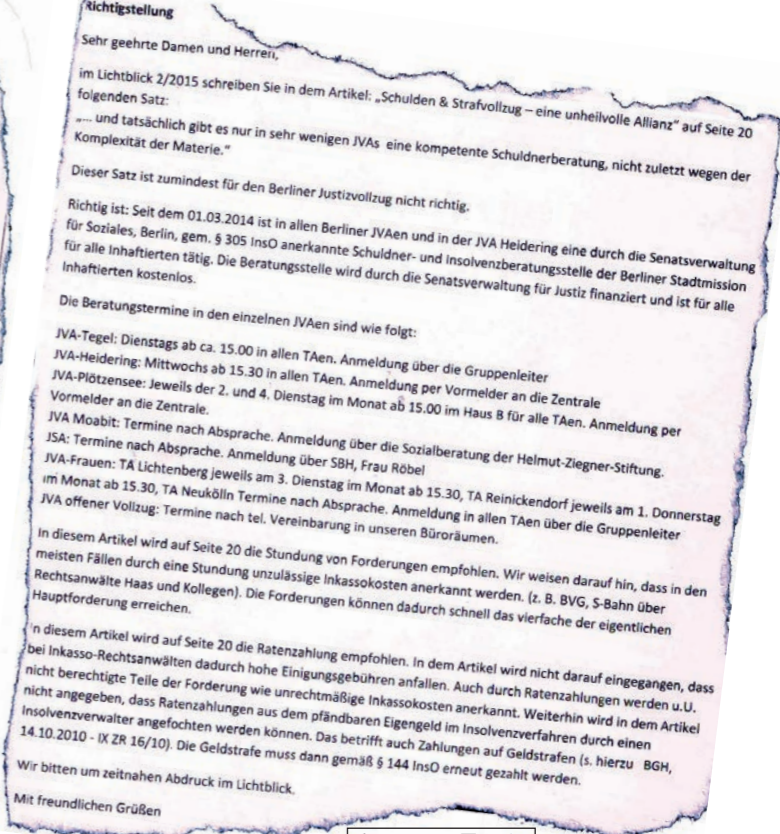 Richtigstellung
Sehr geehrte Damen und Herren,
im Lichtblick 2/2015 schreiben Sie in dem Artikel: „Schulden & Strafvollzug – eine unheilvolle Allianz“ auf Seite 20
folgenden Satz:
„... und tatsächlich gibt es nur in sehr wenigen JVAs eine kompetente Schuldnerberatung, nicht zuletzt wegen der
Komplexität der Materie.“
Dieser Satz ist zumindest für den Berliner Justizvollzug nicht richtig.
Richtig ist: Seit dem 01.03.2014 ist in allen Berliner JVAen und in der JVA Heidering eine durch die Senatsverwaltung
für Soziales, Berlin, gem. § 305 InsO anerkannte Schuldner- und Insolvenzberatungsstelle der Berliner Stadtmission
für alle Inhaftierten tätig. Die Beratungsstelle wird durch die Senatsverwaltung für Justiz finanziert und ist für alle
Inhaftierten kostenlos.
Die Beratungstermine in den einzelnen JVAen sind wie folgt:
JVA-Tegel: Dienstags ab ca. 15.00 in allen TAen. Anmeldung über die Gruppenleiter
JVA-Heidering: Mittwochs ab 15.30 in allen TAen. Anmeldung per Vormelder an die Zentrale
JVA-Plötzensee: Jeweils der 2. und 4. Dienstag im Monat ab 15.00 im Haus B für alle TAen. Anmeldung per
Vormelder an die Zentrale.
JVA Moabit: Termine nach Absprache. Anmeldung über die Sozialberatung der Helmut-Ziegner-Stiftung.
JSA: Termine nach Absprache. Anmeldung über SBH, Frau Röbel
JVA-Frauen: TA Lichtenberg jeweils am 3. Dienstag im Monat ab 15.30, TA Reinickendorf jeweils am 1. Donnerstag
im Monat ab 15.30, TA Neukölln Termine nach Absprache. Anmeldung in allen TAen über die Gruppenleiter
JVA offener Vollzug: Termine nach tel. Vereinbarung in unseren Büroräumen.
In diesem Artikel wird auf Seite 20 die Stundung von Forderungen empfohlen. Wir weisen darauf hin, dass in den
meisten Fällen durch eine Stundung unzulässige Inkassokosten anerkannt werden. (z. B. BVG, S-Bahn über
Rechtsanwälte Haas und Kollegen). Die Forderungen können dadurch schnell das vierfache der eigentlichen
Hauptforderung erreichen.
In diesem Artikel wird auf Seite 20 die Ratenzahlung empfohlen. In dem Artikel wird nicht darauf eingegangen, dass
bei Inkasso-Rechtsanwälten dadurch hohe Einigungsgebühren anfallen. Auch durch Ratenzahlungen werden u.U.
nicht berechtigte Teile der Forderung wie unrechtmäßige Inkassokosten anerkannt. Weiterhin wird in dem Artikel
nicht angegeben, dass Ratenzahlungen aus dem pfändbaren Eigengeld im Insolvenzverfahren durch einen
Insolvenzverwalter angefochten werden können. Das betrifft auch Zahlungen auf Geldstrafen (s. hierzu BGH,
14.10.2010 - IX ZR 16/10). Die Geldstrafe muss dann gemäß § 144 InsO erneut gezahlt werden.
Wir bitten um zeitnahen Abdruck im Lichtblick.
Mit freundlichen Grüßen